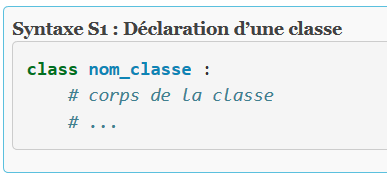 Syntaxe S1 : Déclaration d’une classe
class nom_classe :
    # corps de la classe
    # ...